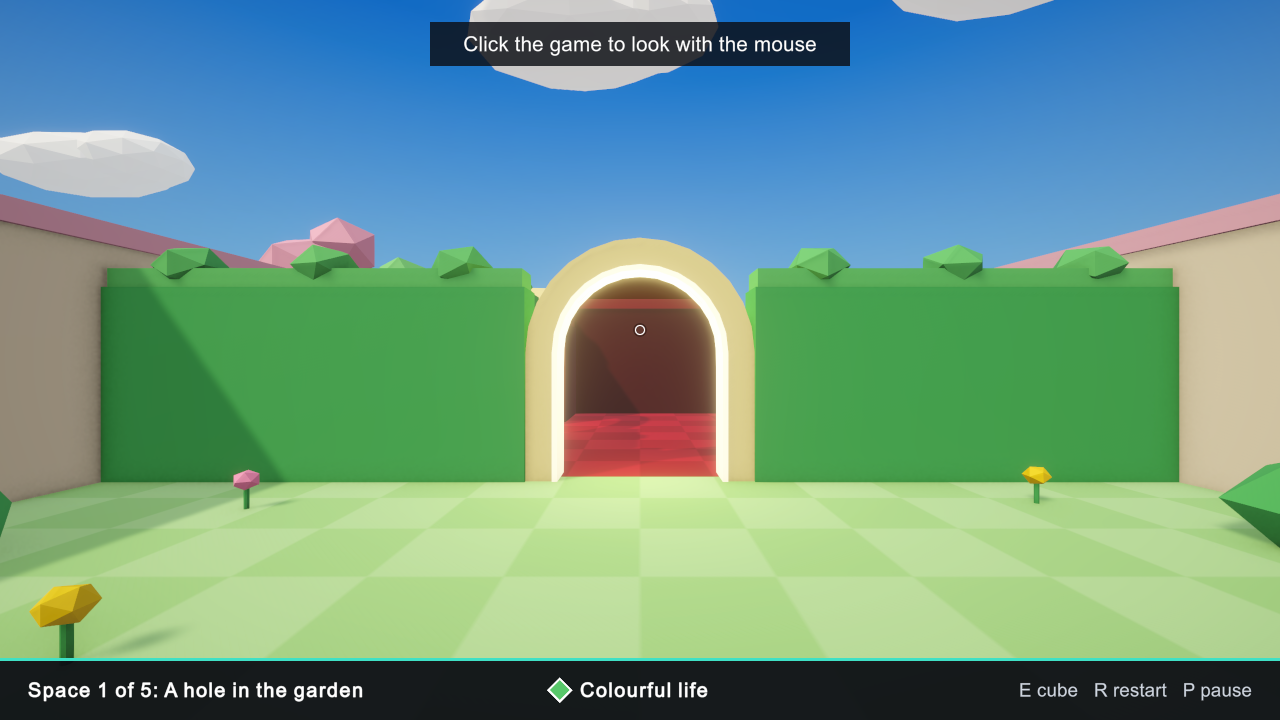 Click the game to look with the mouse
Space 1 of 5: A hole in the garden
Colourful life
E cube R restart P pause